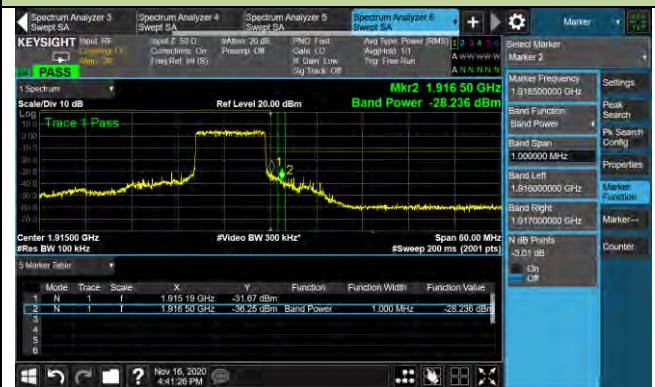 Spectrum Analyzer 3 Spectrum Analyzer 4 Spectrum Analyzer 5 Spectrum Analyzer 6 Marker
Swept SA Swept SA Swept SA Swept SA
KEYSIGHT Input: RF Input Z: 50 Ω #Atten: 20 dB PNO: Fast Avg Type: Power (RMS) 1 2 3 4 5 6
Corrections: On Preamp: Off Gate: LO Avg|Hold: 1/1
Freq Ref: Int (S) IF Gain: Low Trig: Free Run
Sig Track: Off
PASS
Select Marker
Marker 2
1 Spectrum Mkr2 1.916 50 GHz
Scale/Div 10 dB Ref Level 20.00 dBm Band Power -28.236 dBm
Log
Trace 1 Pass
1
2
Center 1.91500 GHz #Video BW 300 kHz* Span 60.00 MHz
#Res BW 100 kHz #Sweep 200 ms (2001 pts)
5 Marker Table
Mode Trace Scale X Y Function Function Width Function Value
1 N 1 f 1.915 19 GHz -31.67 dBm
2 N 1 f 1.916 50 GHz -36.25 dBm Band Power 1.000 MHz -28.236 dBm
3
4
5
6
Marker Frequency
1.916500000 GHz
Band Function
Band Power
Band Span
1.000000 MHz
Band Left
1.916000000 GHz
Band Right
1.917000000 GHz
N dB Points
-3.01 dB
On
Off
Settings
Peak
Search
Pk Search
Config
Properties
Marker
Function
Marker→
Counter
Nov 16, 2020
4:41:26 PM